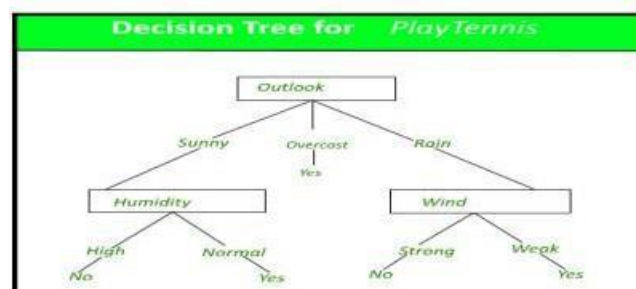 Decision Tree for PlayTennis
Outlook
Sunny Overcast Rain
Yes
Humidity Wind
High Normal Strong Weak
No Yes No Yes